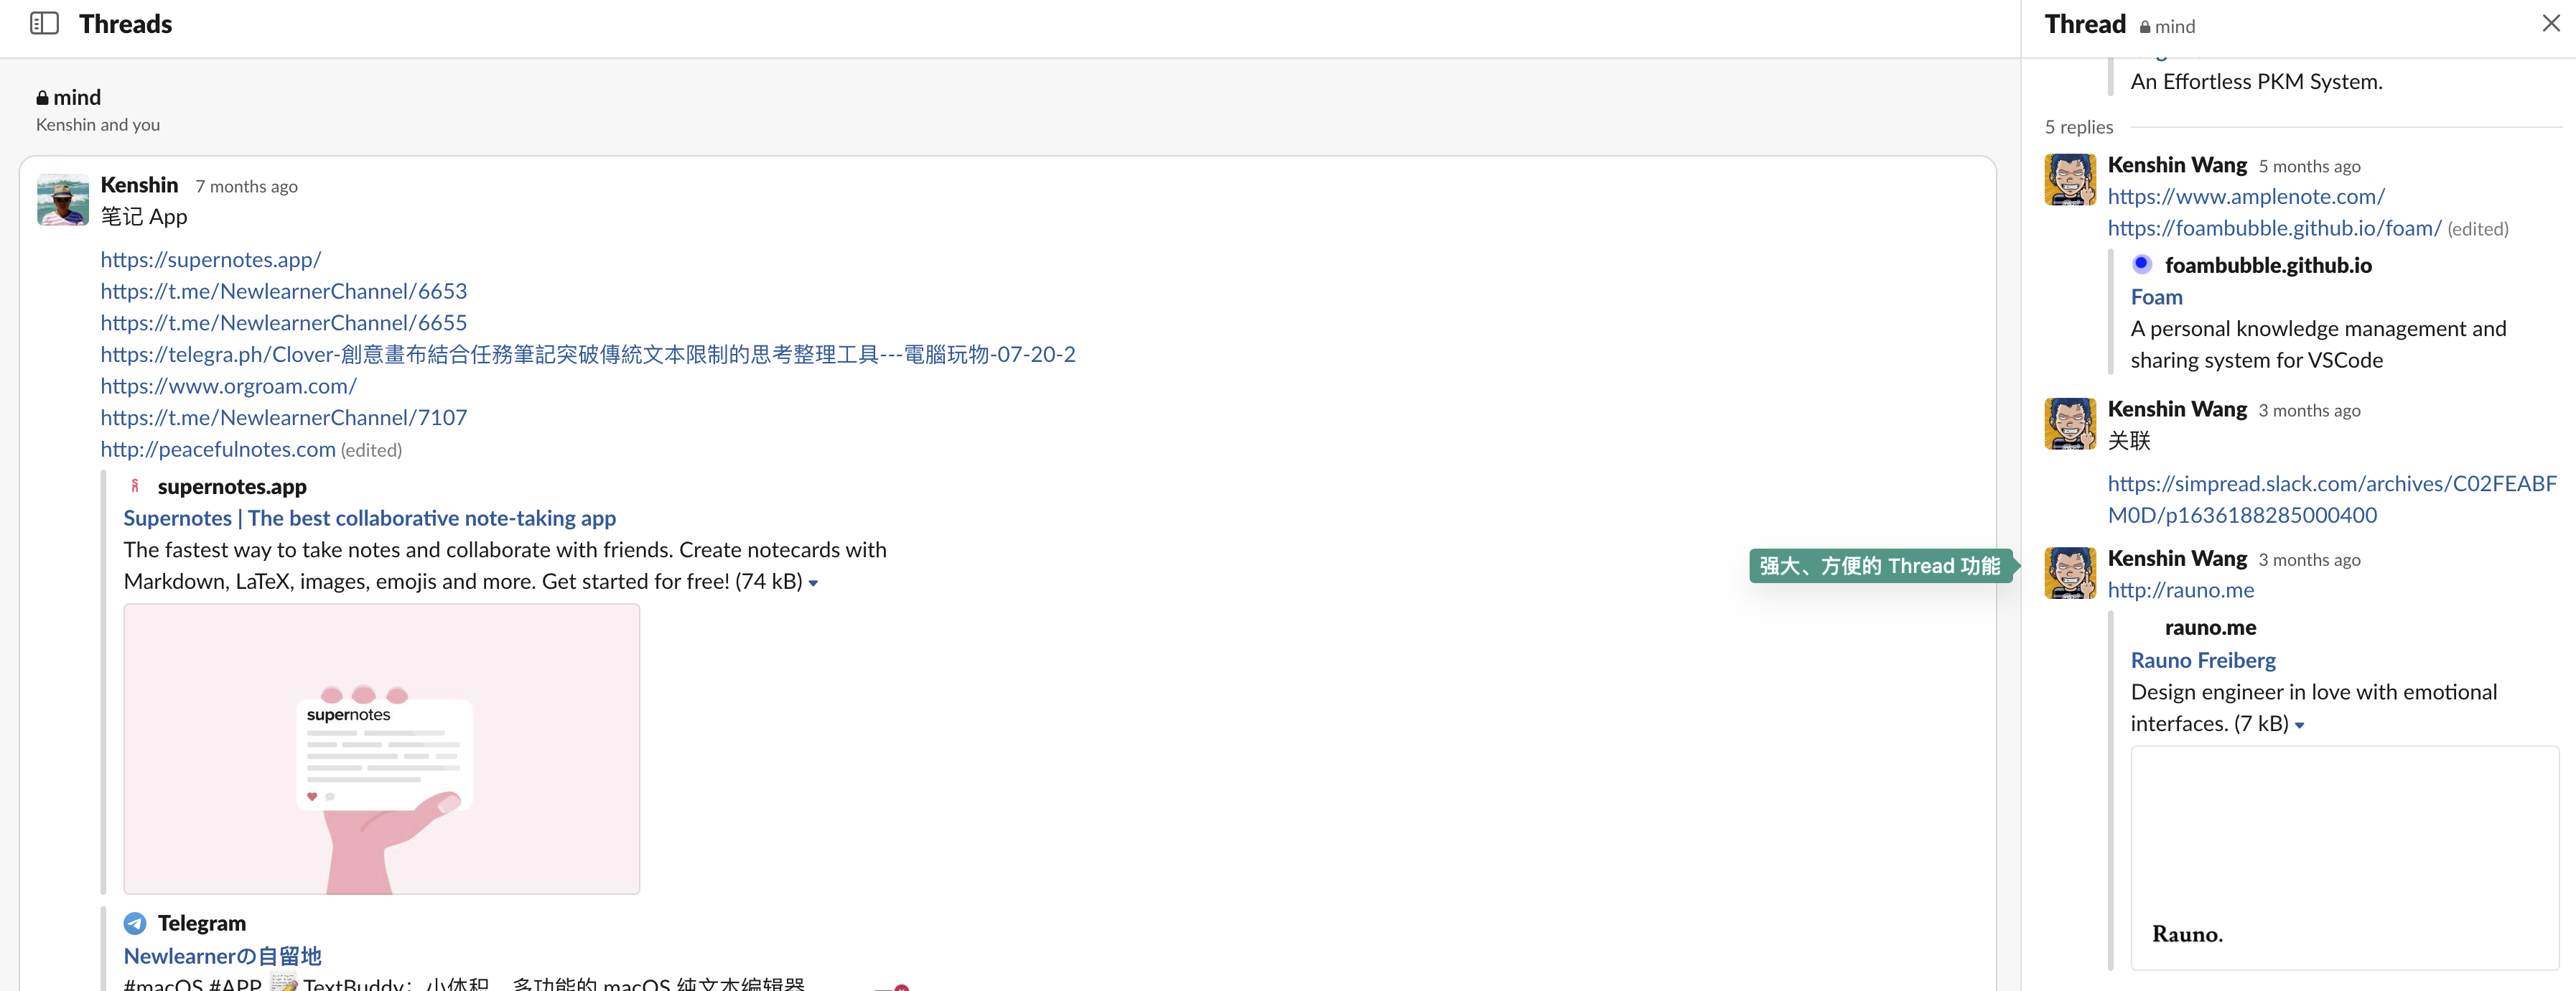 Threads
mind
Kenshin and you
Kenshin 7 months ago
笔记 App
https://supernotes.app/
https://t.me/NewlearnerChannel/6653
https://t.me/NewlearnerChannel/6655
https://telegra.ph/Clover-創意畫布結合任務筆記突破傳統文本限制的思考整理工具---電腦玩物-07-20-2
https://www.orgroam.com/
https://t.me/NewlearnerChannel/7107
http://peacefulnotes.com (edited)
supernotes.app
Supernotes | The best collaborative note-taking app
The fastest way to take notes and collaborate with friends. Create notecards with
Markdown, LaTeX, images, emojis and more. Get started for free! (74 kB)
supernotes
Telegram
Newlearnerの自留地
#macOS #APP 📝 TextBuddy：小体积、多功能的 macOS 纯文本编辑器
强大、方便的 Thread 功能
Thread mind
An Effortless PKM System.
5 replies
Kenshin Wang 5 months ago
https://www.amplenote.com/
https://foambubble.github.io/foam/ (edited)
foambubble.github.io
Foam
A personal knowledge management and
sharing system for VSCode
Kenshin Wang 3 months ago
关联
https://simpread.slack.com/archives/C02FEABF
M0D/p1636188285000400
Kenshin Wang 3 months ago
http://rauno.me
rauno.me
Rauno Freiberg
Design engineer in love with emotional
interfaces. (7 kB)
Rauno.